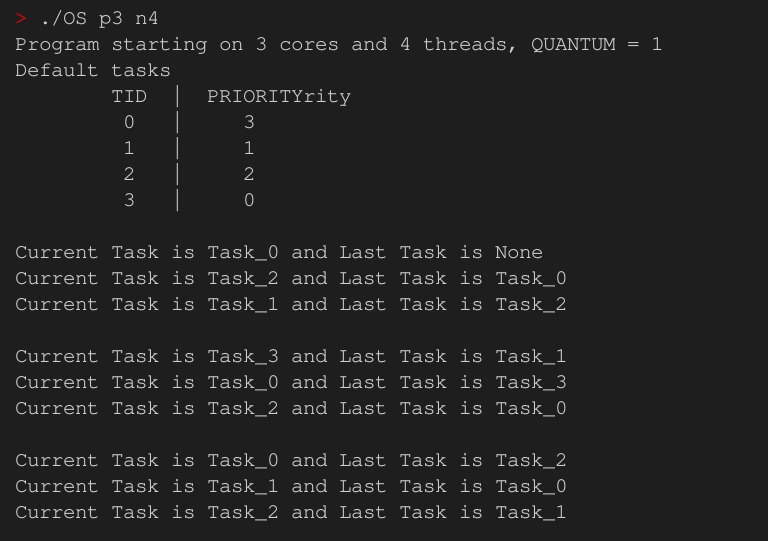 > ./OS p3 n4
Program starting on 3 cores and 4 threads, QUANTUM = 1
Default tasks
TID | PRIORITYrity
0 | 3
1 | 1
2 | 2
3 | 0
Current Task is Task_0 and Last Task is None
Current Task is Task_2 and Last Task is Task_0
Current Task is Task_1 and Last Task is Task_2
Current Task is Task_3 and Last Task is Task_1
Current Task is Task_0 and Last Task is Task_3
Current Task is Task_2 and Last Task is Task_0
Current Task is Task_0 and Last Task is Task_2
Current Task is Task_1 and Last Task is Task_0
Current Task is Task_2 and Last Task is Task_1